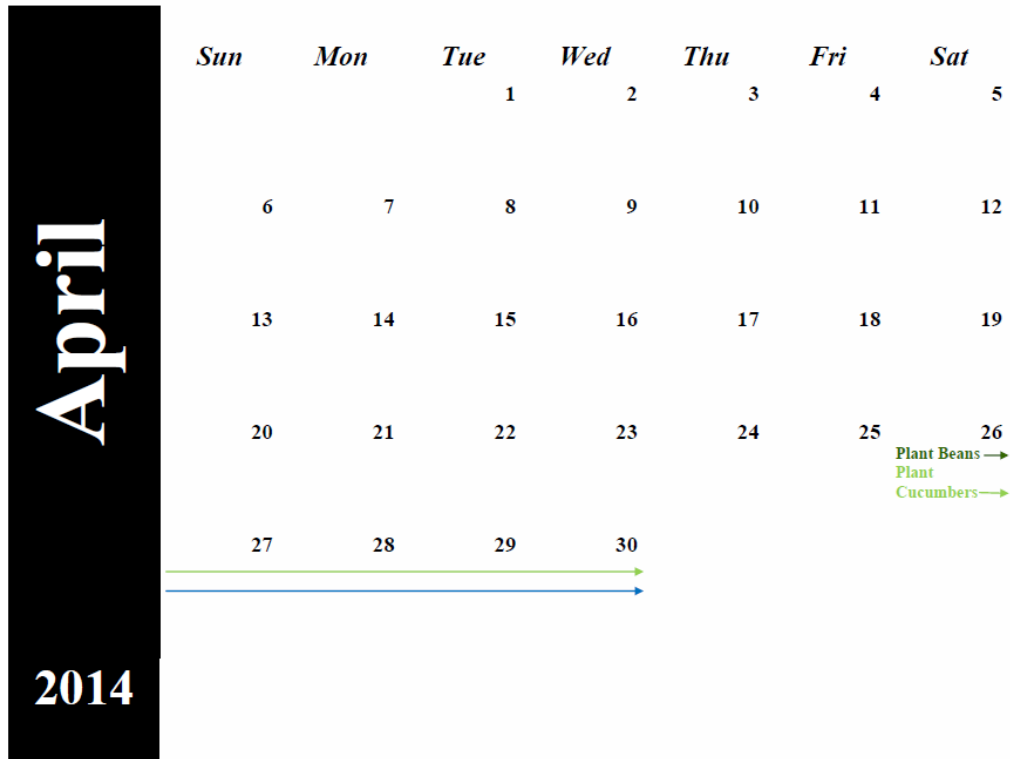 April
2014
Sun Mon Tue Wed Thu Fri Sat
1 2 3 4 5
6 7 8 9 10 11 12
13 14 15 16 17 18 19
20 21 22 23 24 25 26
Plant Beans
Plant
Cucumbers
27 28 29 30